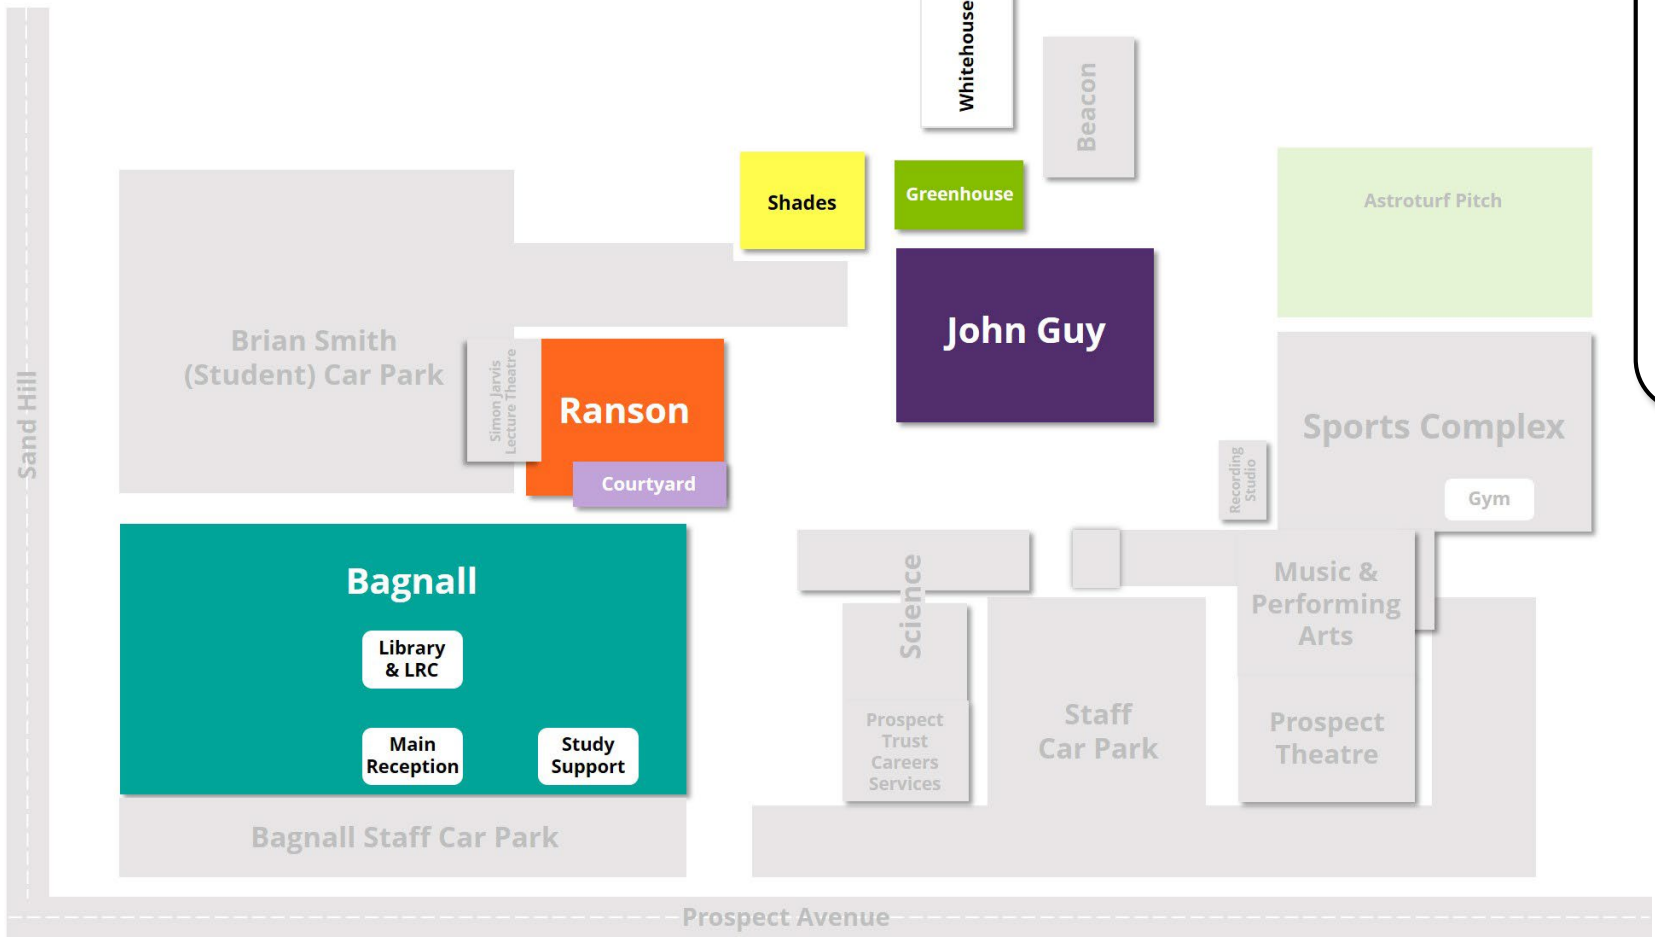 Whitehouse
Beacon
Shades
Greenhouse
Astroturf Pitch
John Guy
Brian Smith
(Student) Car Park
Simon Jarvis
Lecture Theatre
Ranson
Courtyard
Sand Hill
Sports Complex
Gym
Recording
Studio
Bagnall
Library
& LRC
Main
Reception
Study
Support
Science
Prospect
Trust
Careers
Services
Staff
Car Park
Music &
Performing
Arts
Prospect
Theatre
Bagnall Staff Car Park
Prospect Avenue